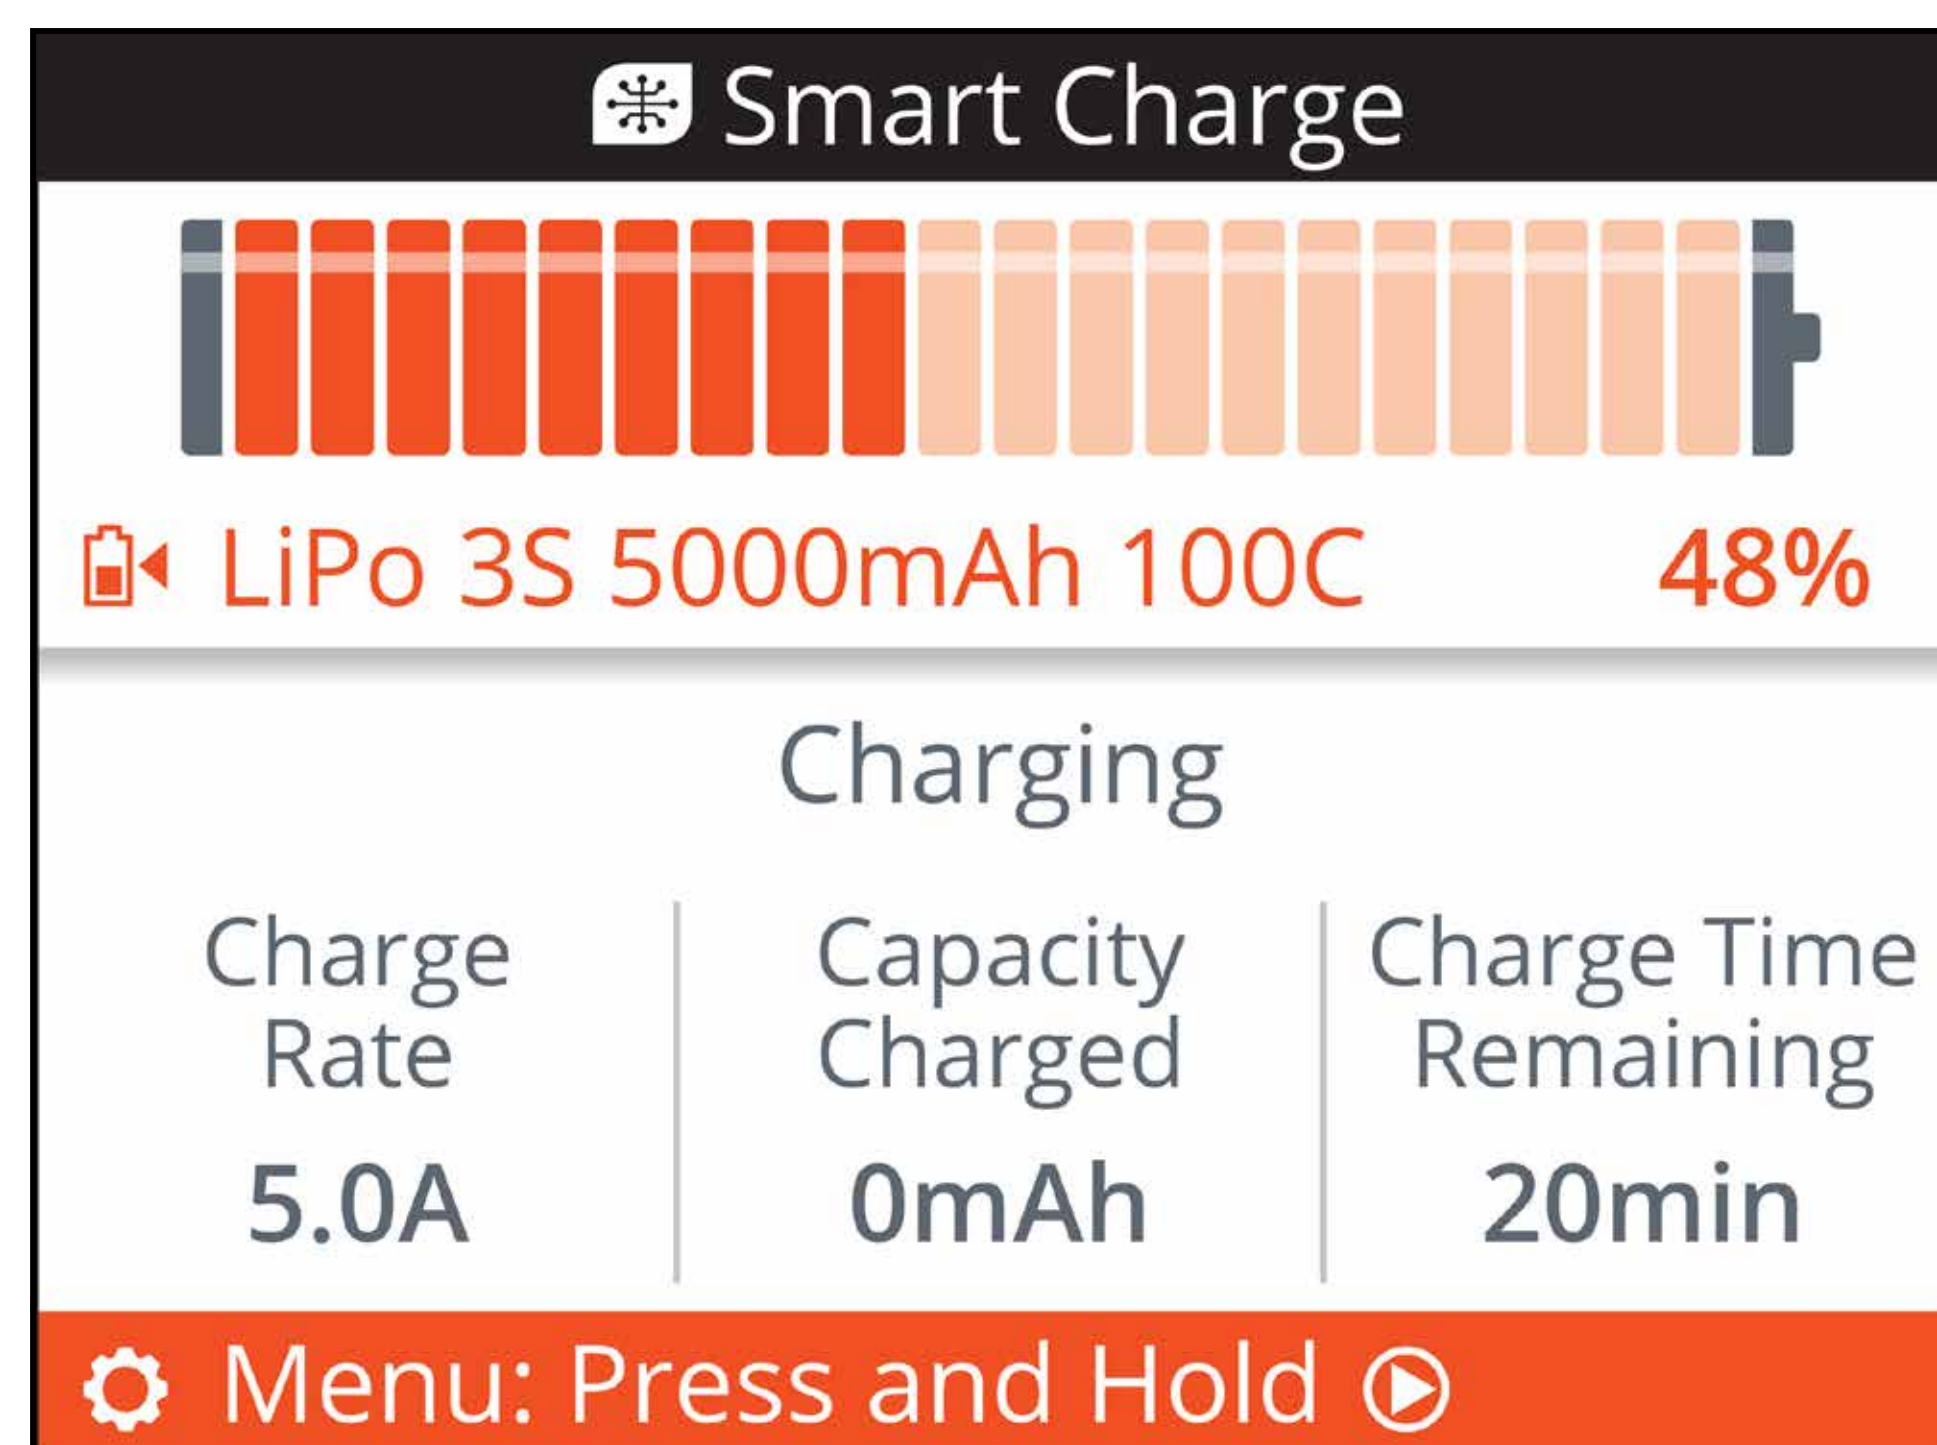 Smart Charge
LiPo 3S 5000mAh 100C 48%
Charging
Charge
Rate
5.0A
Capacity
Charged
0mAh
Charge Time
Remaining
20min
Menu: Press and Hold